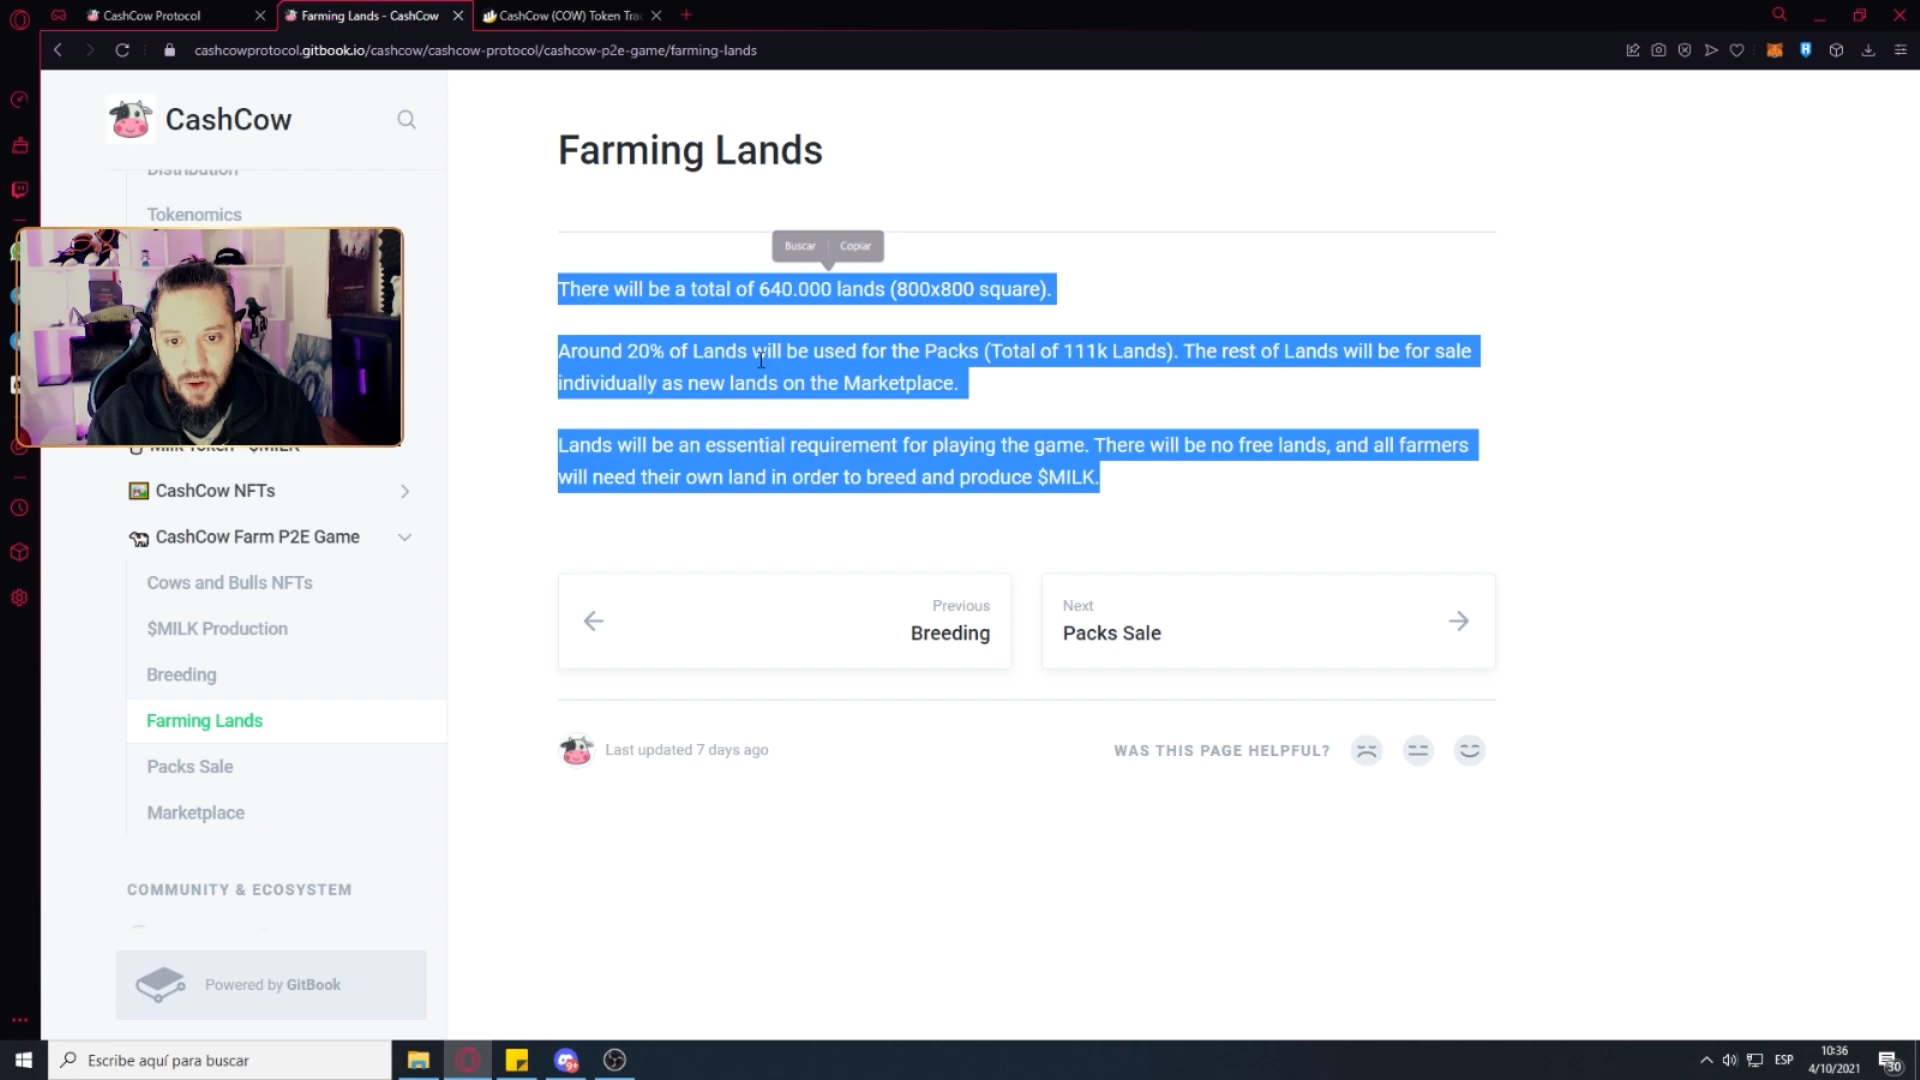 CashCow Protocol
Farming Lands - CashCow
CashCow (COW) Token Tra
cashcowprotocol.gitbook.io/cashcow/cashcow-protocol/cashcow-p2e-game/farming-lands
CashCow
Distribution
Tokenomics
Milk Token - $MILK
CashCow NFTs
CashCow Farm P2E Game
Cows and Bulls NFTs
$MILK Production
Breeding
Farming Lands
Packs Sale
Marketplace
COMMUNITY & ECOSYSTEM
Powered by GitBook
Farming Lands
Buscar Copiar
There will be a total of 640.000 lands (800x800 square).
Around 20% of Lands will be used for the Packs (Total of 111k Lands). The rest of Lands will be for sale
individually as new lands on the Marketplace.
Lands will be an essential requirement for playing the game. There will be no free lands, and all farmers
will need their own land in order to breed and produce $MILK.
Previous
Breeding
Next
Packs Sale
Last updated 7 days ago
WAS THIS PAGE HELPFUL?
Escribe aquí para buscar
ESP
10:36
4/10/2021
30